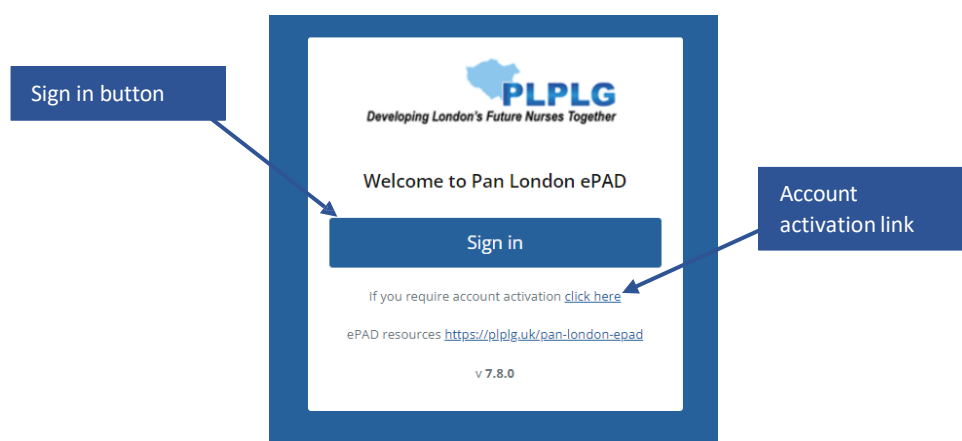 Sign in button
PLPLG
Developing London's Future Nurses Together
Welcome to Pan London ePAD
Account
activation link
Sign in
If you require account activation click here
ePAD resources https://plplg.uk/pan-london-epad
v 7.8.0